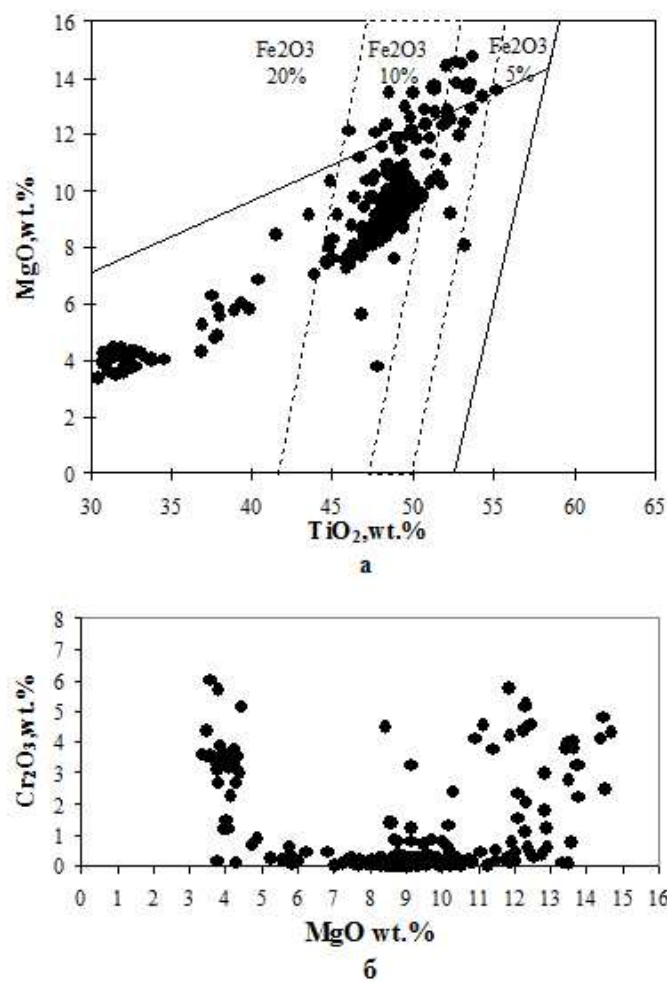 16
14
12
10
8
6
4
2
0
Fe2O3
20%
Fe2O3
10%
Fe2O3
5%
MgO,wt.%
30 35 40 45 50 55 60 65
TiO₂,wt.%
а
8
7
6
5
4
3
2
1
0
Cr₂O₃,wt.%
0 1 2 3 4 5 6 7 8 9 10 11 12 13 14 15 16
MgO wt.%
б